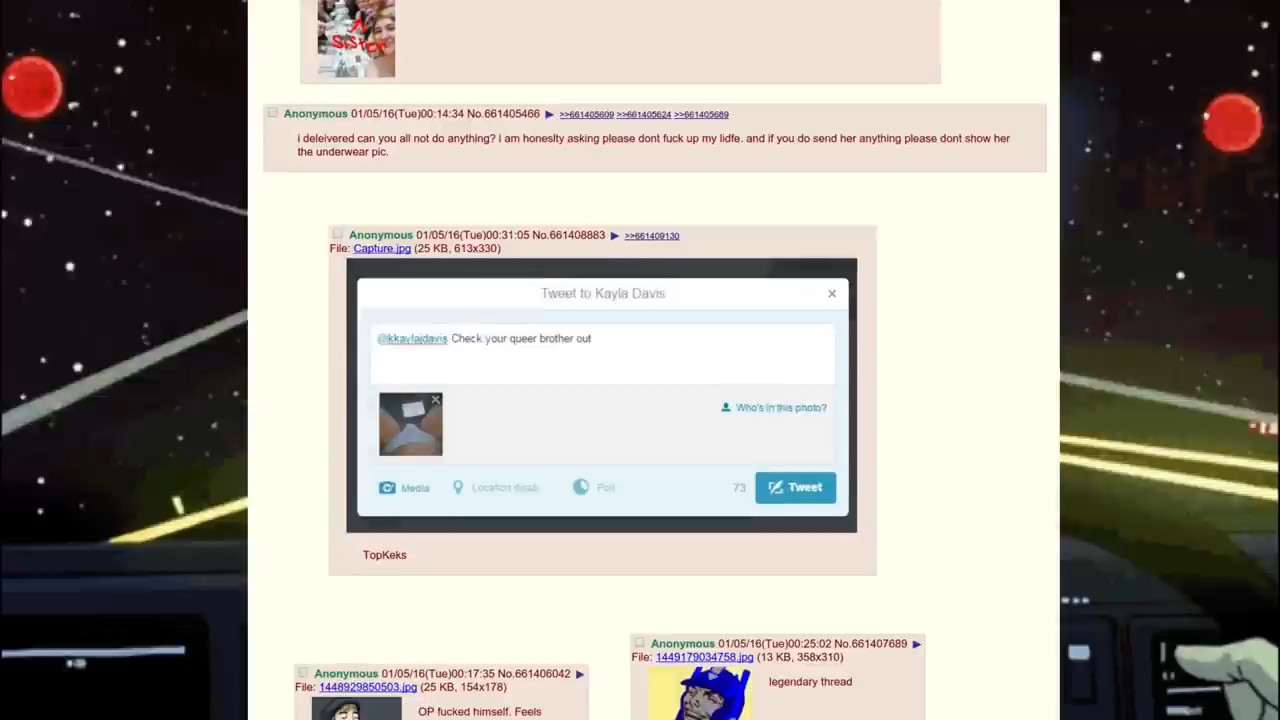 SISTER
Anonymous 01/05/16(Tue)00:14:34 No.661405466 ▶ >>661405609 >>661405624 >>661405689
i deleivered can you all not do anything? i am honeslty asking please dont fuck up my lidfe. and if you do send her anything please dont show her
the underwear pic.
Anonymous 01/05/16(Tue)00:31:05 No.661408883 ▶ >>661409130
File: Capture.jpg (25 KB, 613x330)
Tweet to Kayla Davis
@kkaylajdavis Check your queer brother out
Who's in this photo?
Media Location disab Poll 73 Tweet
TopKeks
Anonymous 01/05/16(Tue)00:25:02 No.661407689 ▶
File: 1449179034758.jpg (13 KB, 358x310)
legendary thread
Anonymous 01/05/16(Tue)00:17:35 No.661406042 ▶
File: 1448929850503.jpg (25 KB, 154x178)
OP fucked himself. Feels